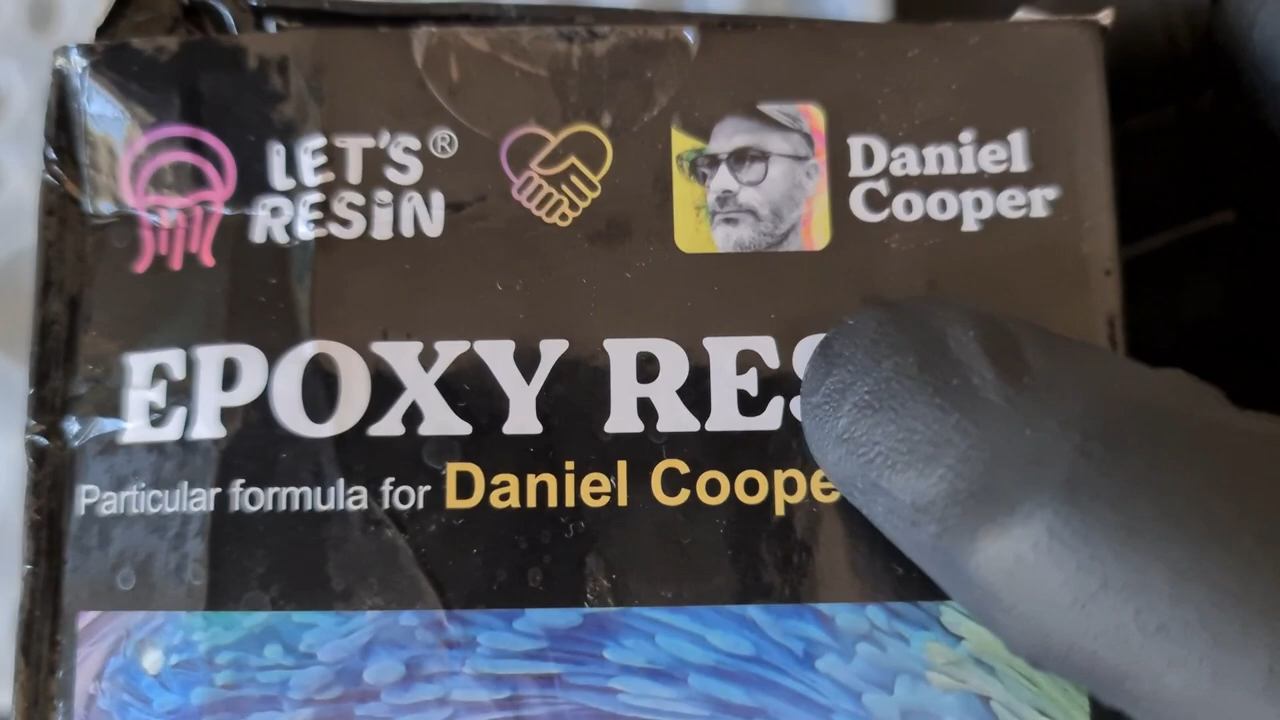 LET'S® RESiN
Daniel Cooper
EPOXY RES
Particular formula for Daniel Coope